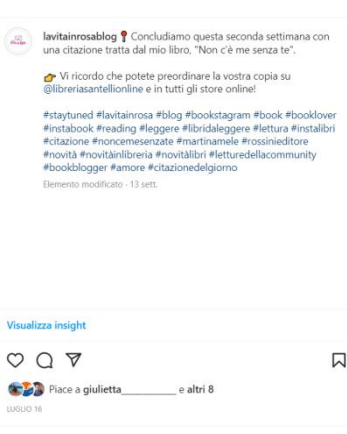 lavitainrosablog 📍 Concludiamo questa seconda settimana con
una citazione tratta dal mio libro, "Non c'è me senza te".
👉 Vi ricordo che potete preordinare la vostra copia su
@libreriasantellionline e in tutti gli store online!
#staytuned #lavitainrosa #blog #bookstagram #book #booklover
#instabook #reading #leggere #libridaleggere #lettura #instalibri
#citazione #noncemesenzate #martinamele #rossinieditore
#novità #novitàinlibreria #novitàlibri #letturedellacommunity
#bookblogger #amore #citazionedelgiorno
Elemento modificato · 13 sett.
Visualizza insight
Piace a giulietta___________ e altri 8
LUGLIO 16